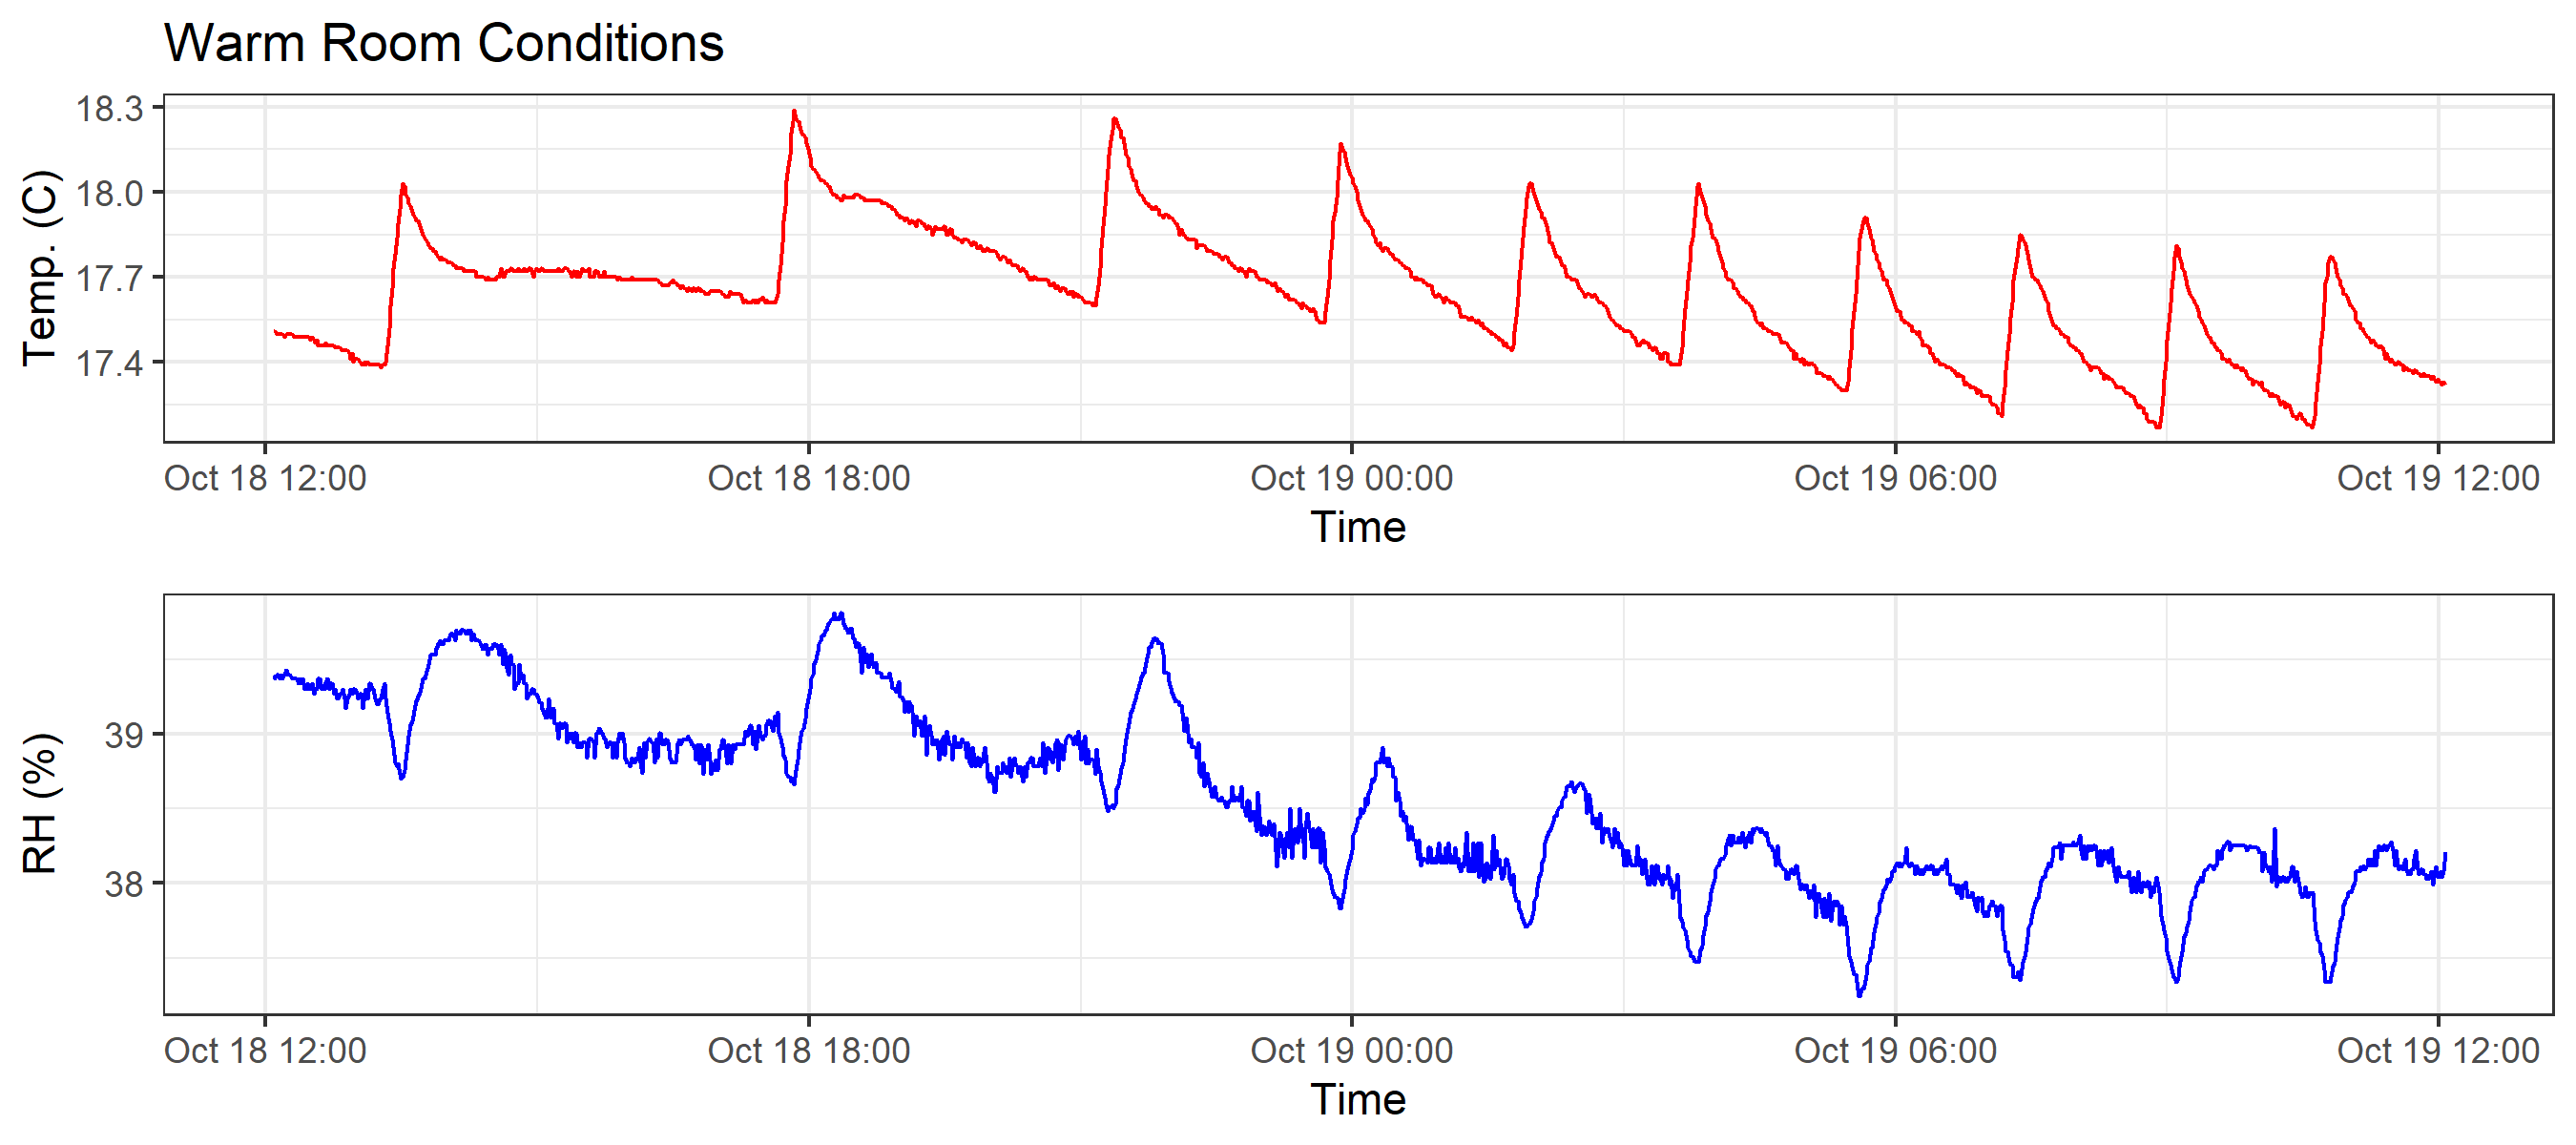 Warm Room Conditions
Temp. (C)
18.3
18.0
17.7
17.4
Oct 18 12:00 Oct 18 18:00 Oct 19 00:00 Oct 19 06:00 Oct 19 12:00
Time
RH (%)
39
38
Oct 18 12:00 Oct 18 18:00 Oct 19 00:00 Oct 19 06:00 Oct 19 12:00
Time